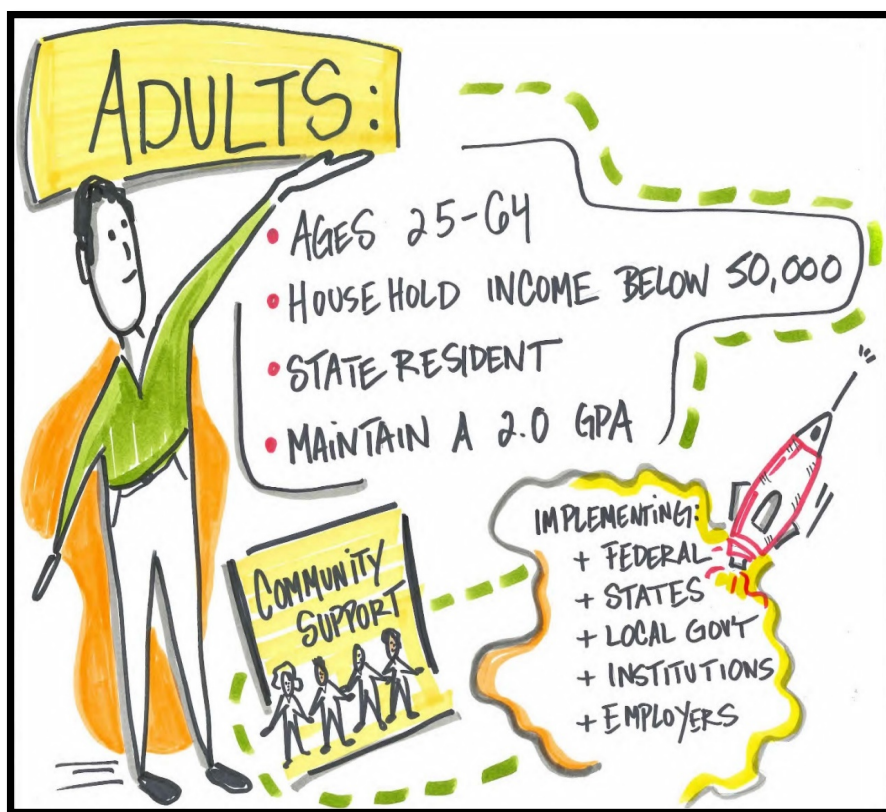 ADULTS:
• AGES 25-64
• HOUSEHOLD INCOME BELOW 50,000
• STATE RESIDENT
• MAINTAIN A 2.0 GPA
COMMUNITY
SUPPORT
IMPLEMENTING:
+ FEDERAL
+ STATES
+ LOCAL GOV'T
+ INSTITUTIONS
+ EMPLOYERS